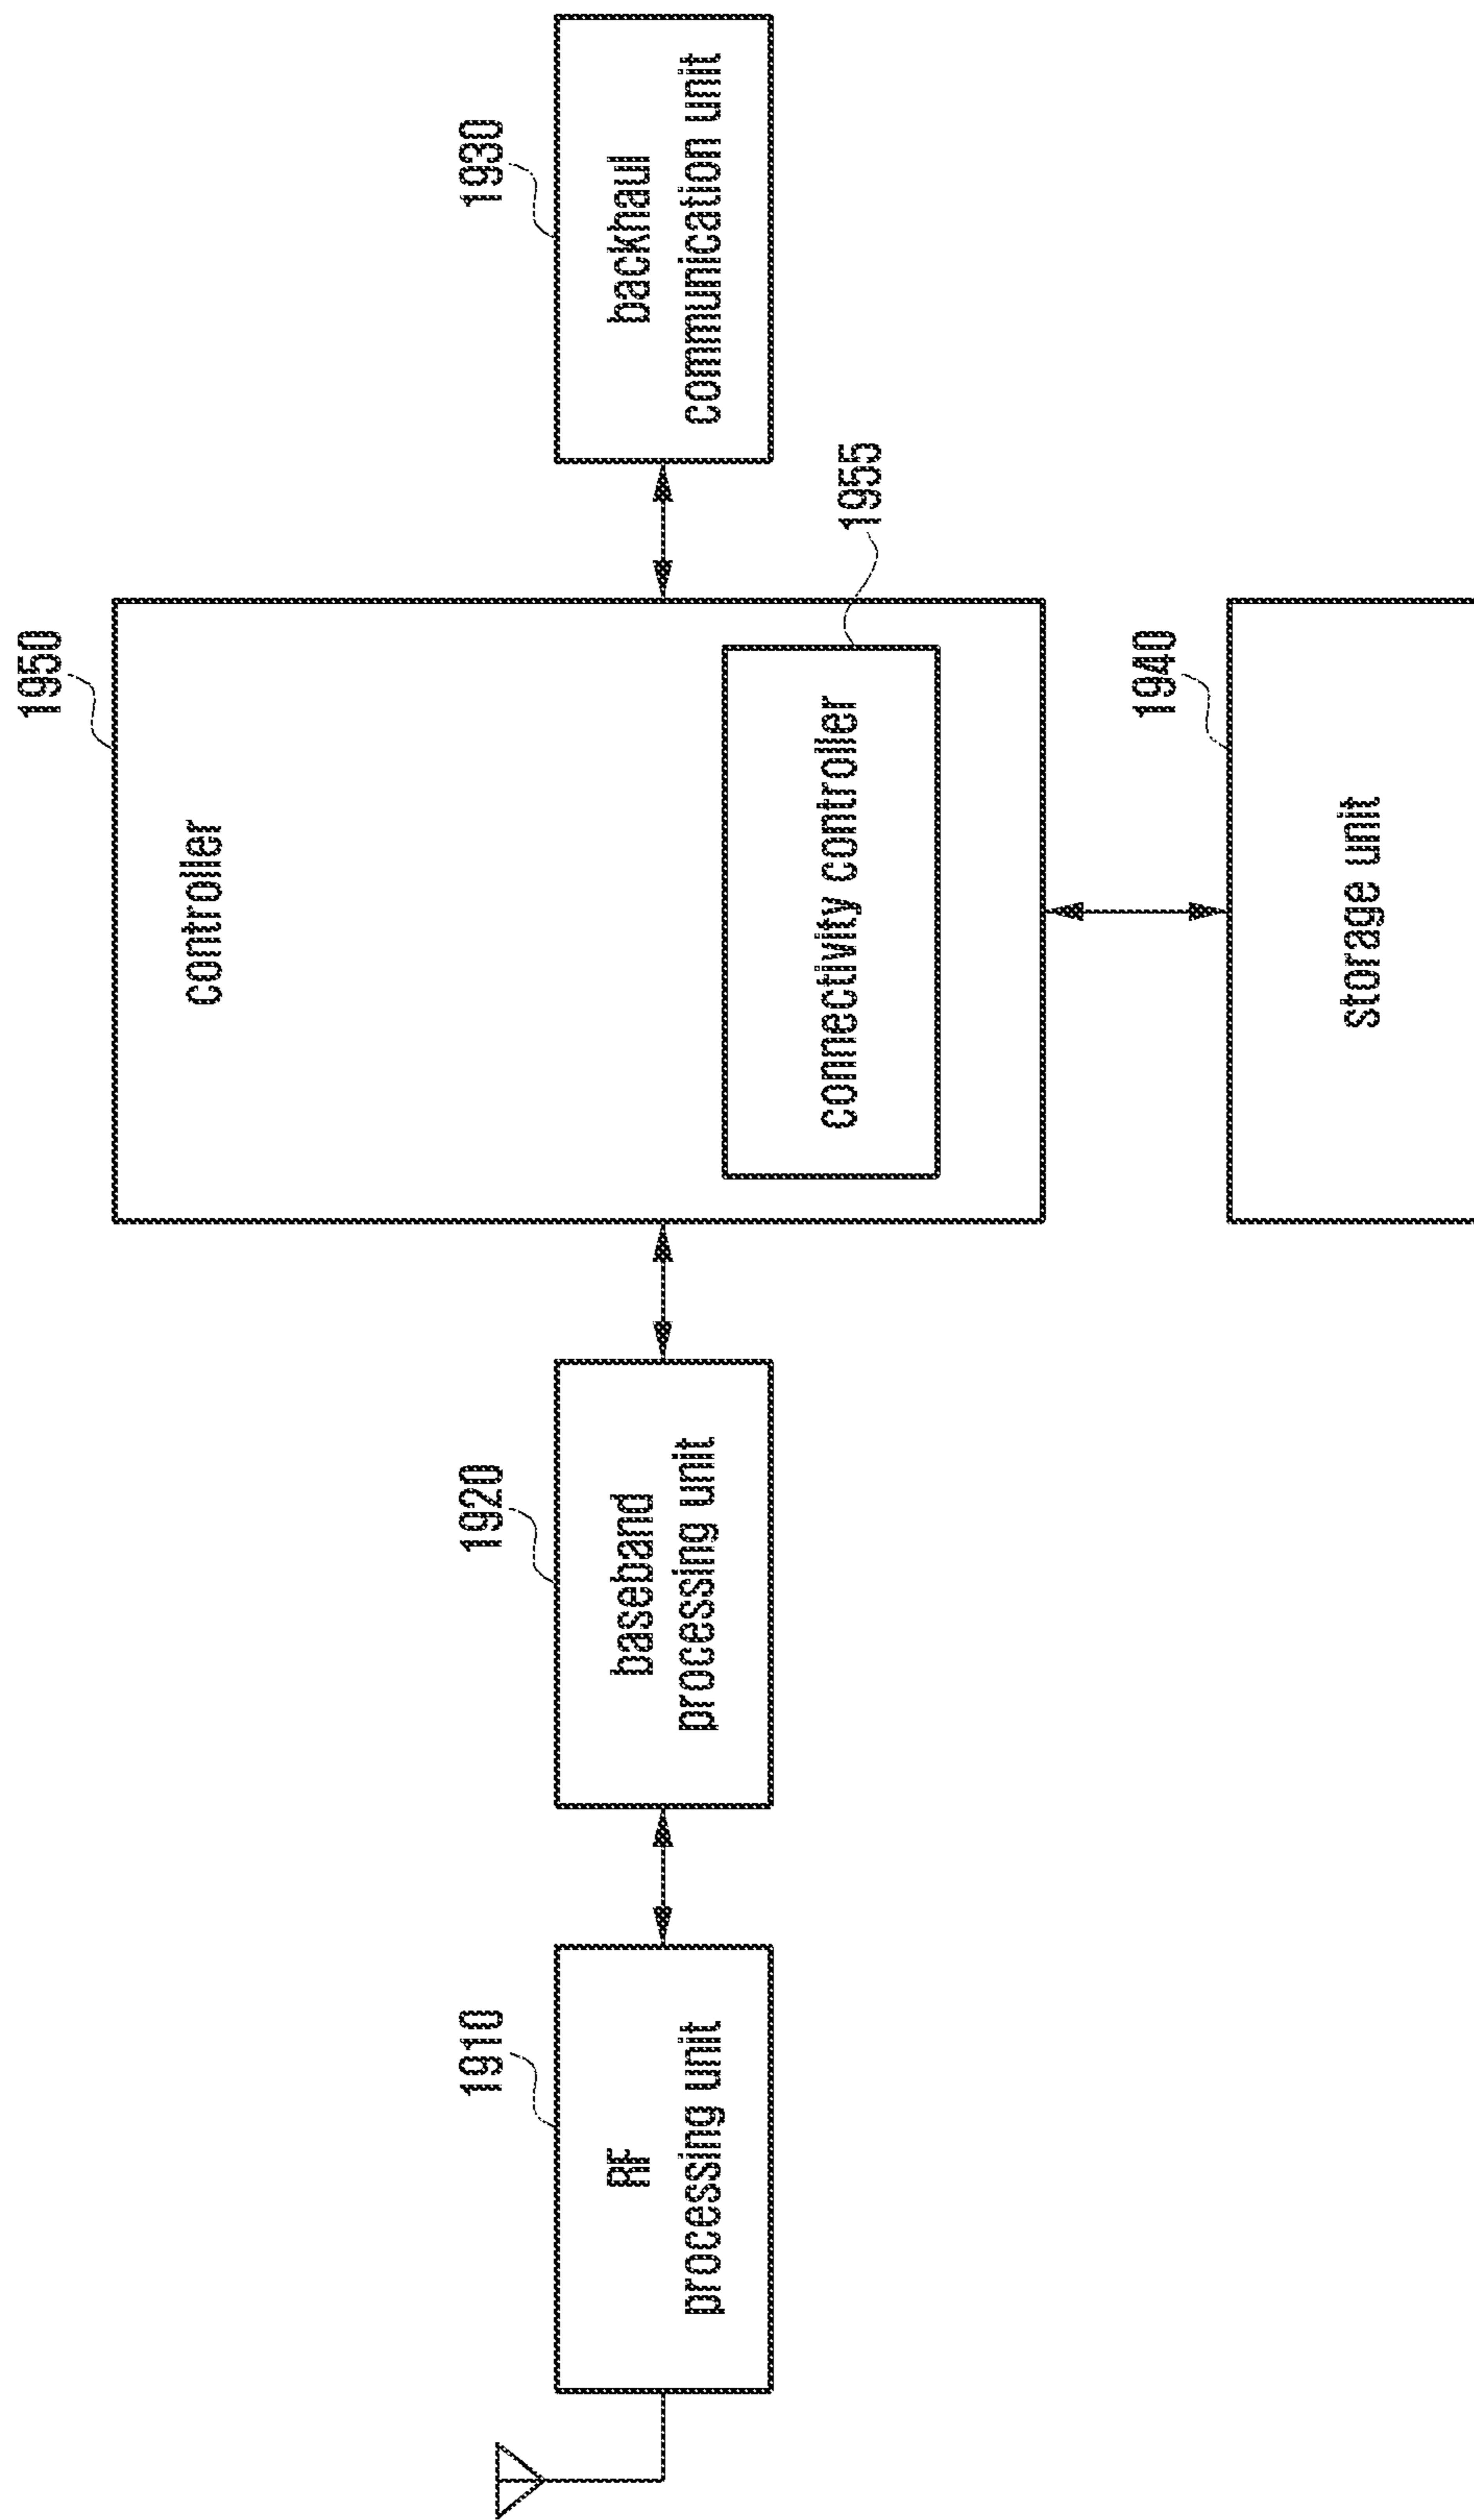 1950
controller
1910
RF
processing unit
1920
baseband
processing unit
1930
backhaul
communication unit
connectivity controller
1955
1940
storage unit